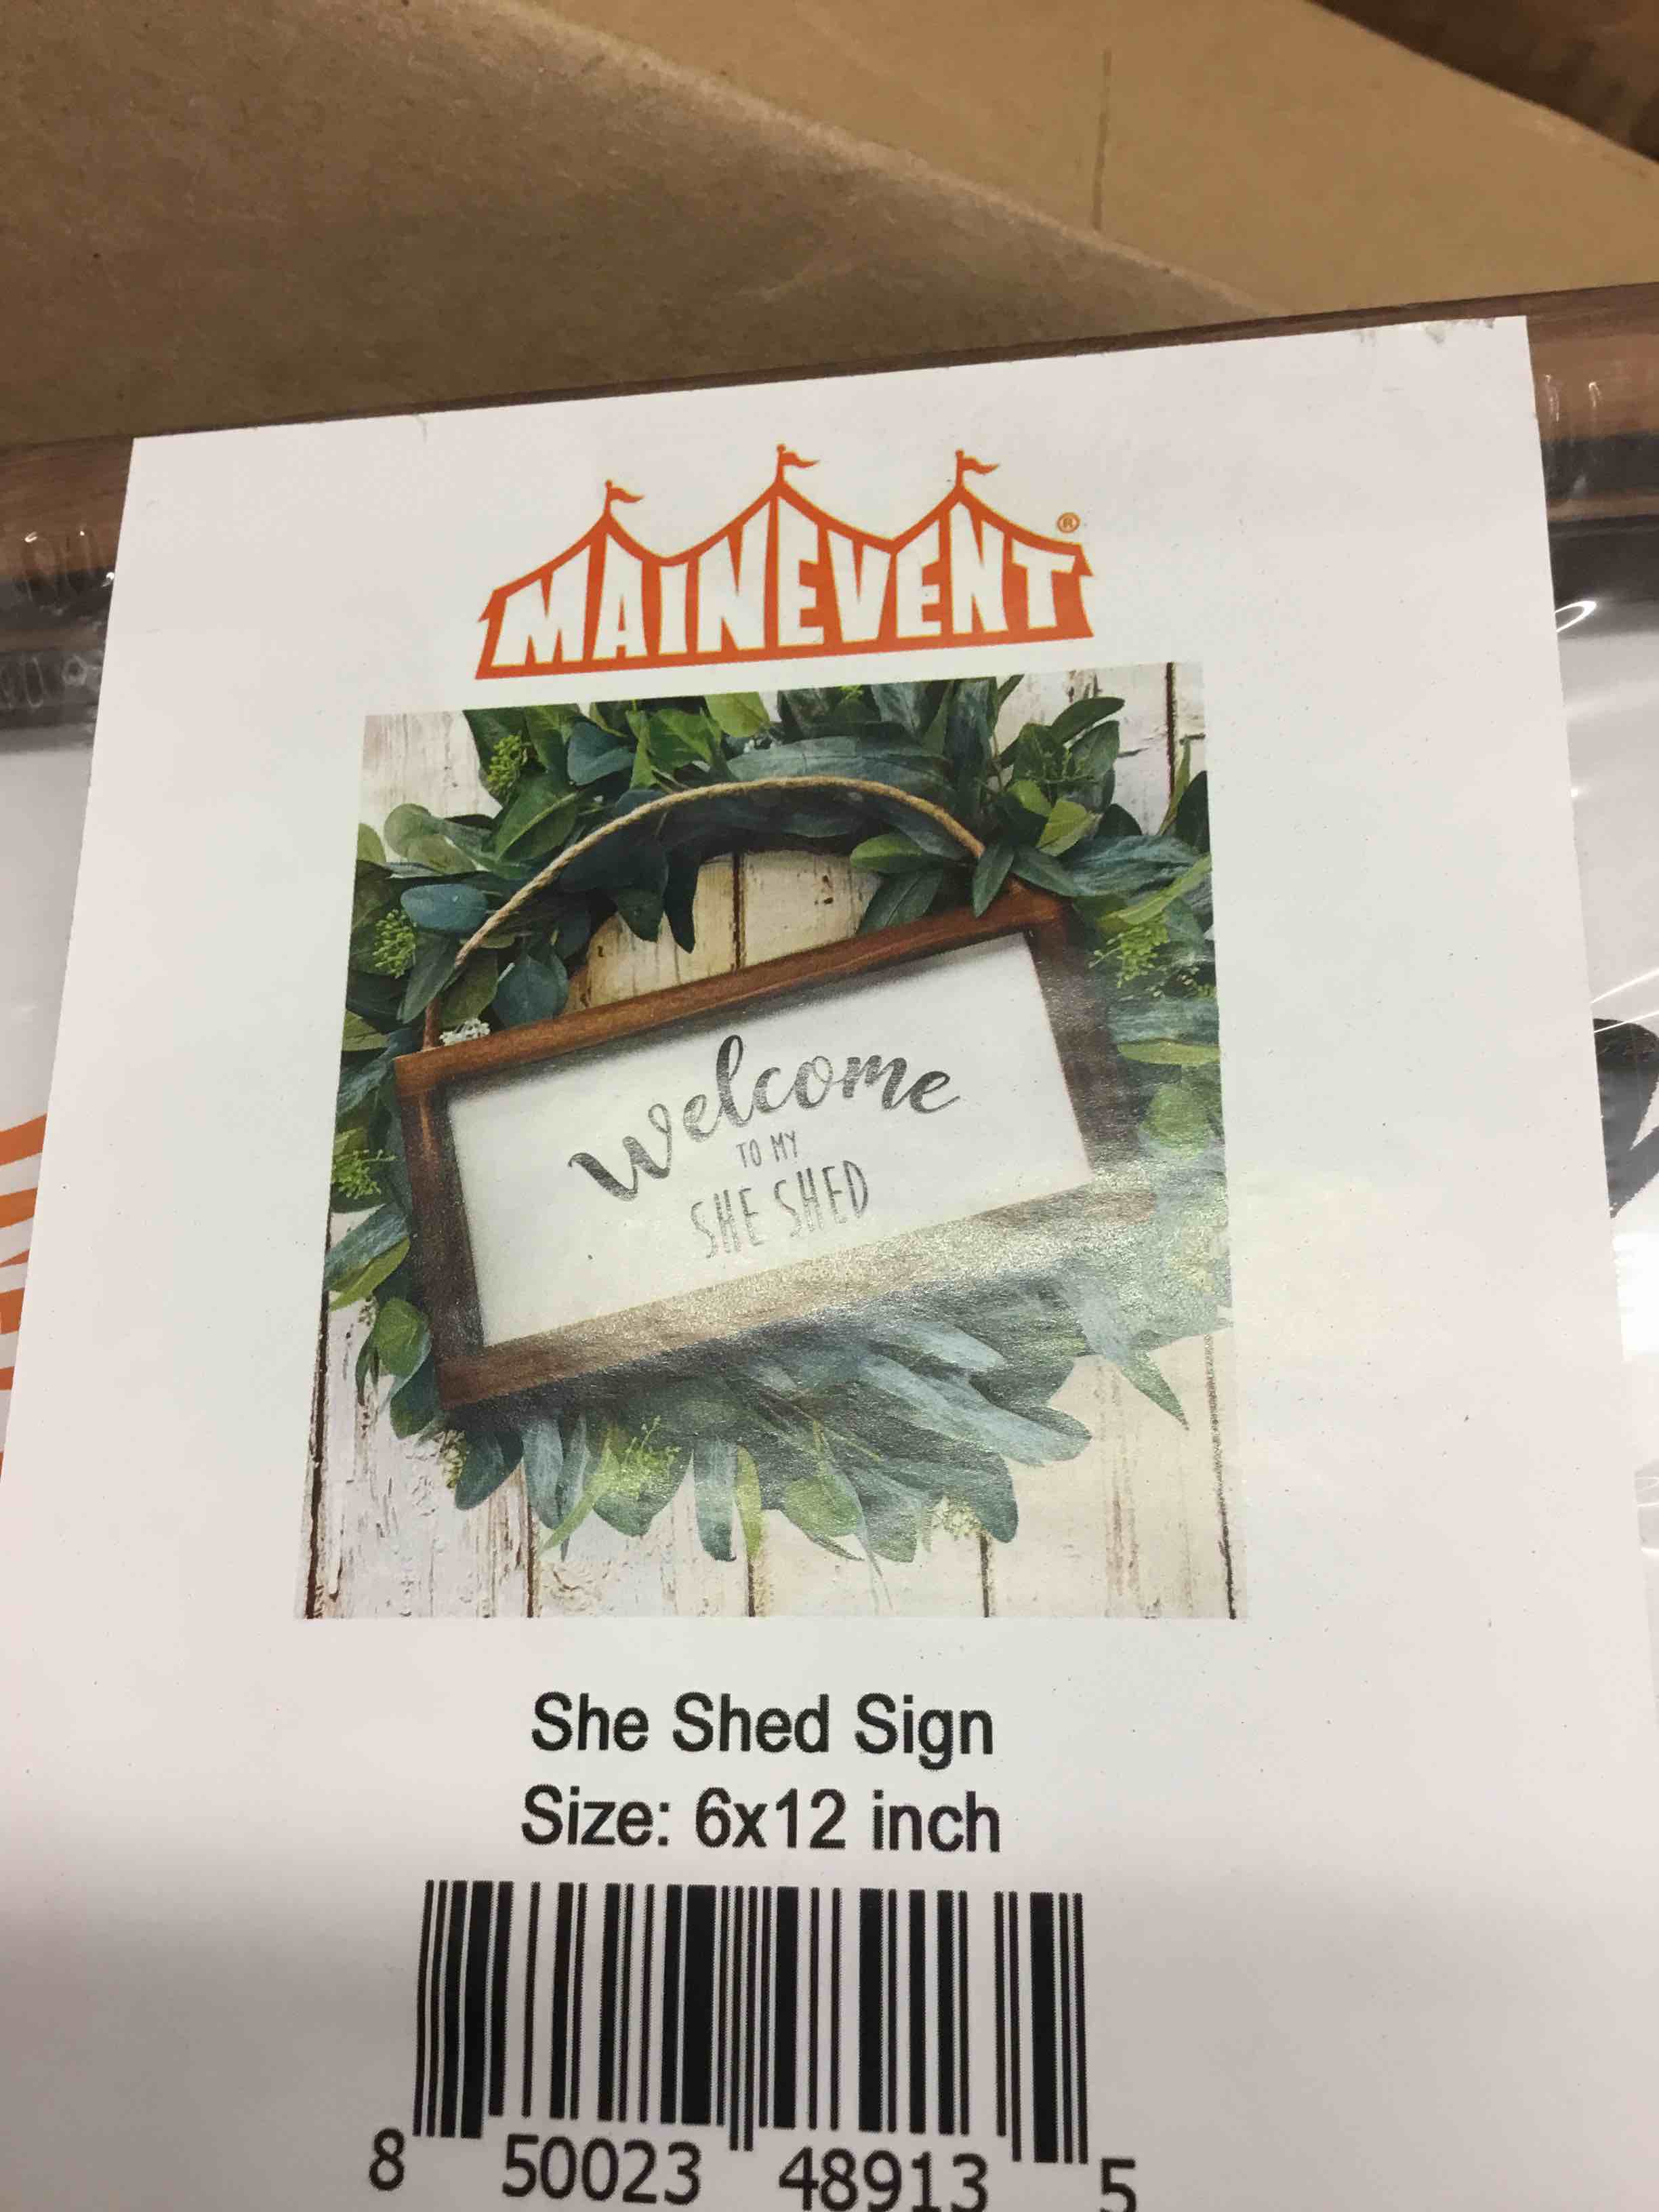 MAINEVENT®
welcome
TO MY
SHE SHED
She Shed Sign
Size: 6x12 inch
8 50023 48913 5